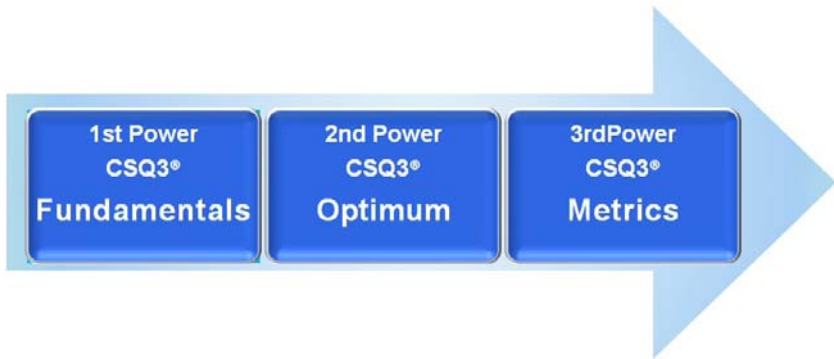 1st Power
CSQ3®
Fundamentals
2nd Power
CSQ3®
Optimum
3rdPower
CSQ3®
Metrics